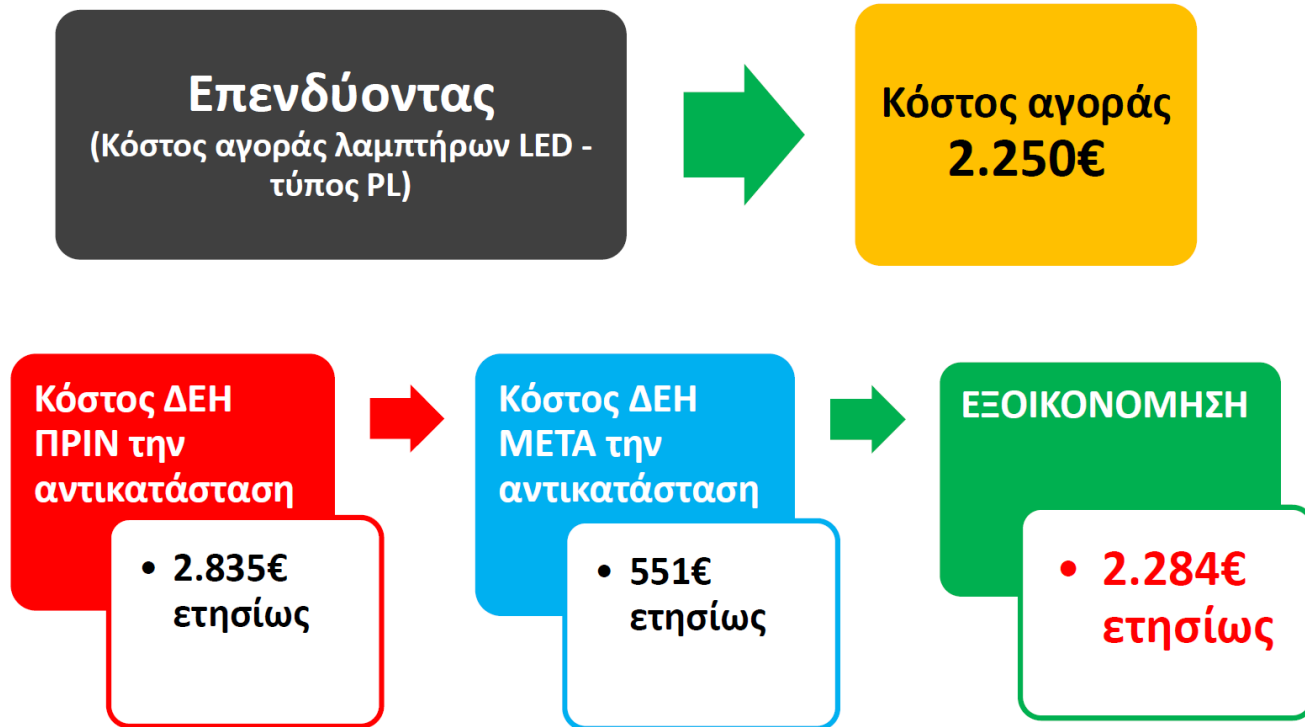 Επενδύοντας
(Κόστος αγοράς λαμπτήρων LED -
τύπος PL)
Κόστος αγοράς
2.250€
Κόστος ΔΕΗ
ΠΡΙΝ την
αντικατάσταση
• 2.835€
ετησίως
Κόστος ΔΕΗ
ΜΕΤΑ την
αντικατάσταση
• 551€
ετησίως
ΕΞΟΙΚΟΝΟΜΗΣΗ
• 2.284€
ετησίως